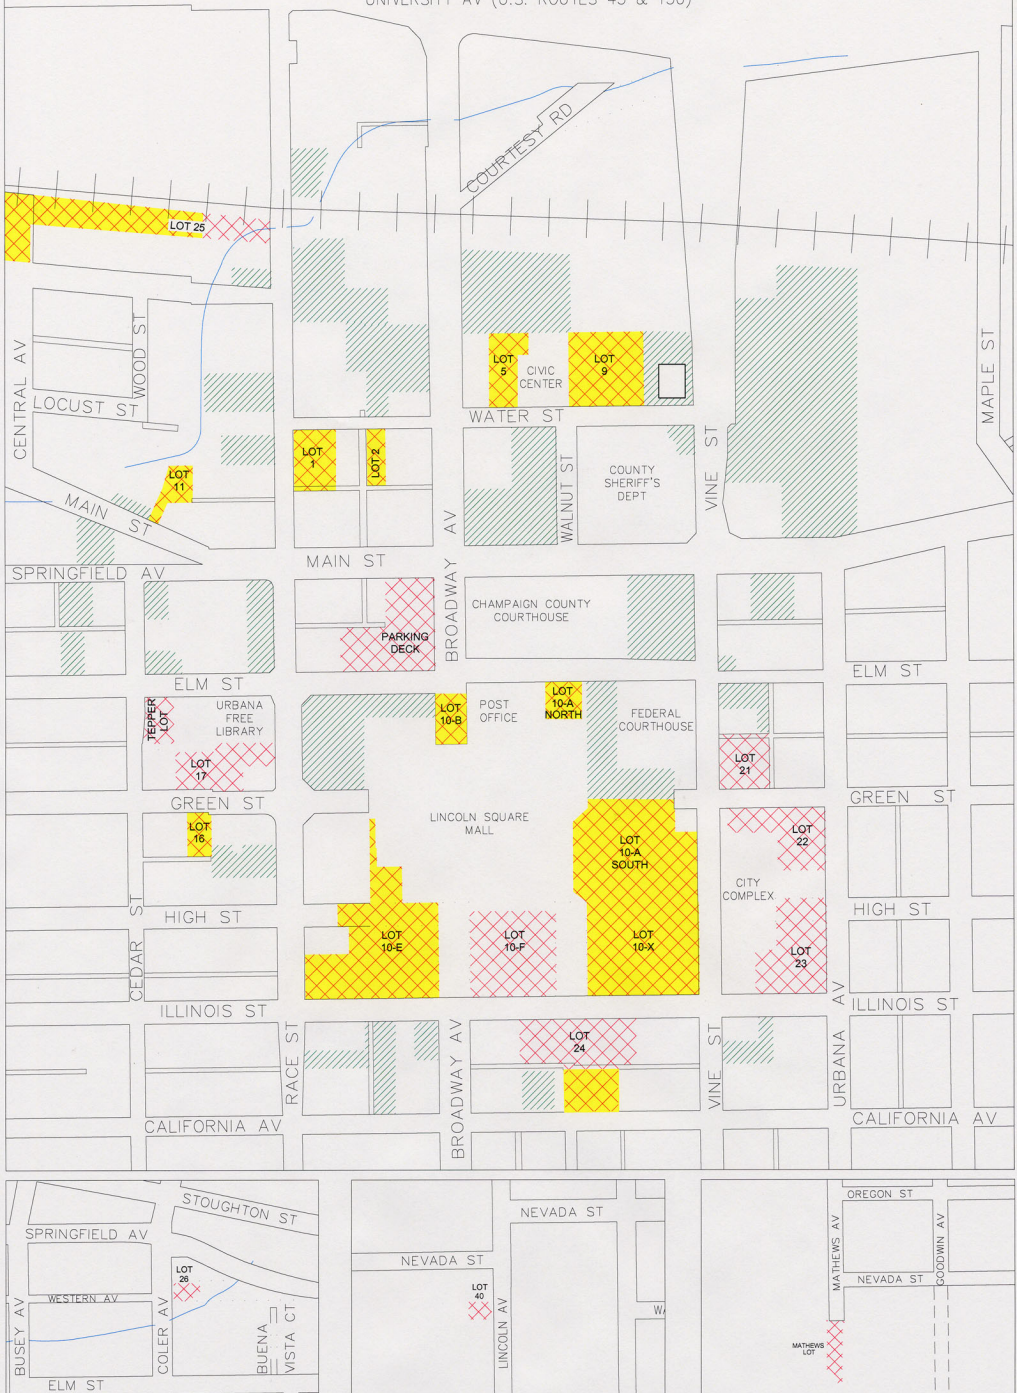 UNIVERSITY AV (U.S. ROUTES 45 & 150)
COURTESY RD
LOT 25
CENTRAL AV
WOOD ST
LOCUST ST
LOT
5
CIVIC
CENTER
LOT
9
MAPLE ST
WATER ST
LOT
1
LOT 2
LOT
11
MAIN ST
WALNUT ST
COUNTY
SHERIFF'S
DEPT
VINE ST
BROADWAY AV
MAIN ST
SPRINGFIELD AV
CHAMPAIGN COUNTY
COURTHOUSE
PARKING
DECK
ELM ST
ELM ST
TEPPER
LOT
URBANA
FREE
LIBRARY
LOT
10-B
POST
OFFICE
LOT
10-A
NORTH
FEDERAL
COURTHOUSE
LOT
17
LOT
21
GREEN ST
GREEN ST
LOT
16
LINCOLN SQUARE
MALL
LOT
10-A
SOUTH
LOT
22
CITY
COMPLEX
HIGH ST
HIGH ST
CEDAR ST
LOT
10-E
LOT
10-F
LOT
10-X
LOT
23
ILLINOIS ST
ILLINOIS ST
RACE ST
BROADWAY AV
LOT
24
VINE ST
URBANA AV
CALIFORNIA AV
CALIFORNIA AV
STOUGHTON ST
SPRINGFIELD AV
LOT
26
WESTERN AV
BUSEY AV
COLER AV
BUENA
VISTA CT
ELM ST
NEVADA ST
NEVADA ST
LOT
40
LINCOLN AV
WA
OREGON ST
MATHEWS AV
GOODWIN AV
NEVADA ST
MATHEWS
LOT